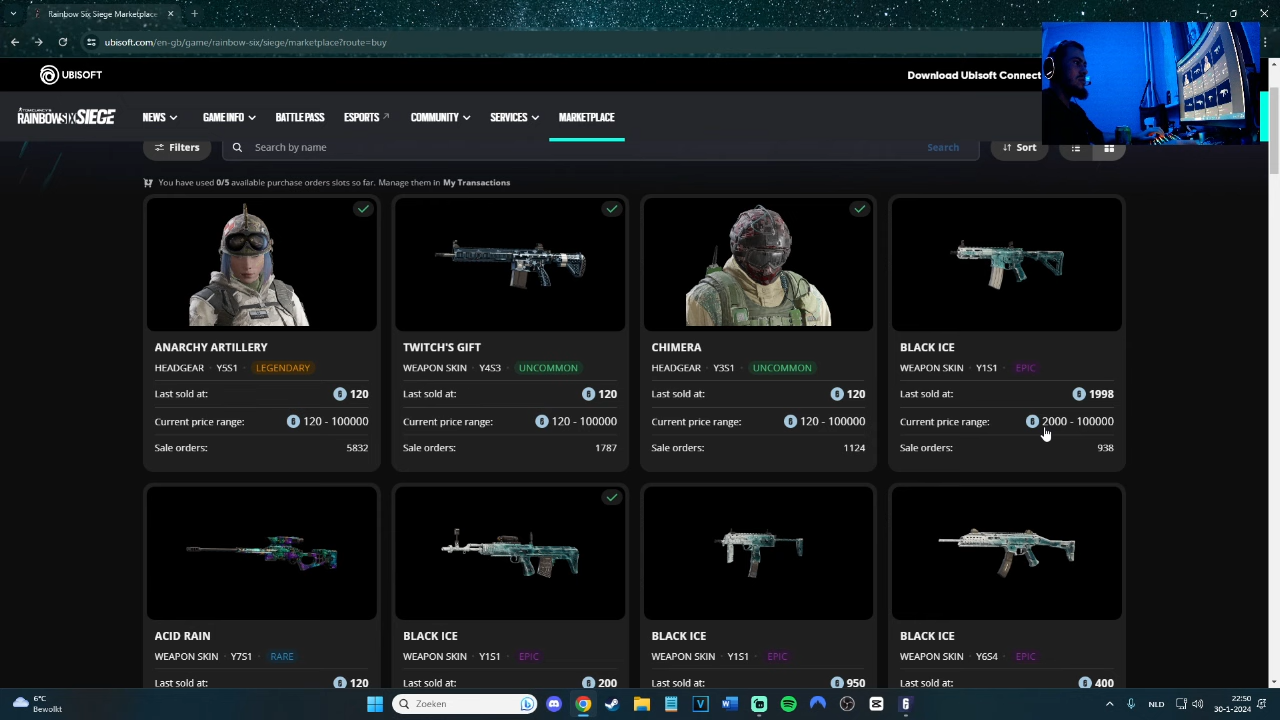 Rainbow Six Siege Marketplace
ubisoft.com/en-gb/game/rainbow-six/siege/marketplace?route=buy
UBISOFT
Download Ubisoft Connect
TOM CLANCY'S
RAINBOW SIX SIEGE
NEWS GAME INFO BATTLE PASS ESPORTS COMMUNITY SERVICES MARKETPLACE
Filters Search by name Search Sort
You have used 0/5 available purchase orders slots so far. Manage them in My Transactions
ANARCHY ARTILLERY TWITCH'S GIFT CHIMERA BLACK ICE
HEADGEAR · Y5S1 LEGENDARY WEAPON SKIN · Y4S3 UNCOMMON HEADGEAR · Y3S1 UNCOMMON WEAPON SKIN · Y1S1 EPIC
Last sold at: 120 Last sold at: 120 Last sold at: 120 Last sold at: 1998
Current price range: 120 - 100000 Current price range: 120 - 100000 Current price range: 120 - 100000 Current price range: 2000 - 100000
Sale orders: 5832 Sale orders: 1787 Sale orders: 1124 Sale orders: 938
ACID RAIN BLACK ICE BLACK ICE BLACK ICE
WEAPON SKIN · Y7S1 RARE WEAPON SKIN · Y1S1 EPIC WEAPON SKIN · Y1S1 EPIC WEAPON SKIN · Y6S4 EPIC
Last sold at: 120 Last sold at: 200 Last sold at: 950 Last sold at: 400
6°C
Bewolkt
Zoeken
NLD
22:50
30-1-2024